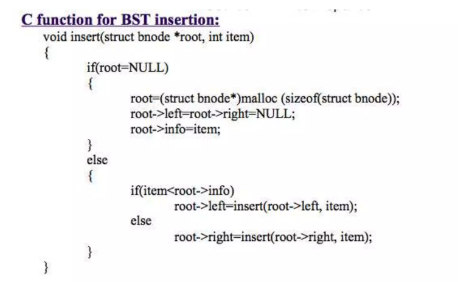 C function for BST insertion:
void insert(struct bnode *root, int item)
{
if(root=NULL)
{
root=(struct bnode*)malloc (sizeof(struct bnode));
root->left=root->right=NULL;
root->info=item;
}
else
{
if(item<root->info)
root->left=insert(root->left, item);
else
root->right=insert(root->right, item);
}
}